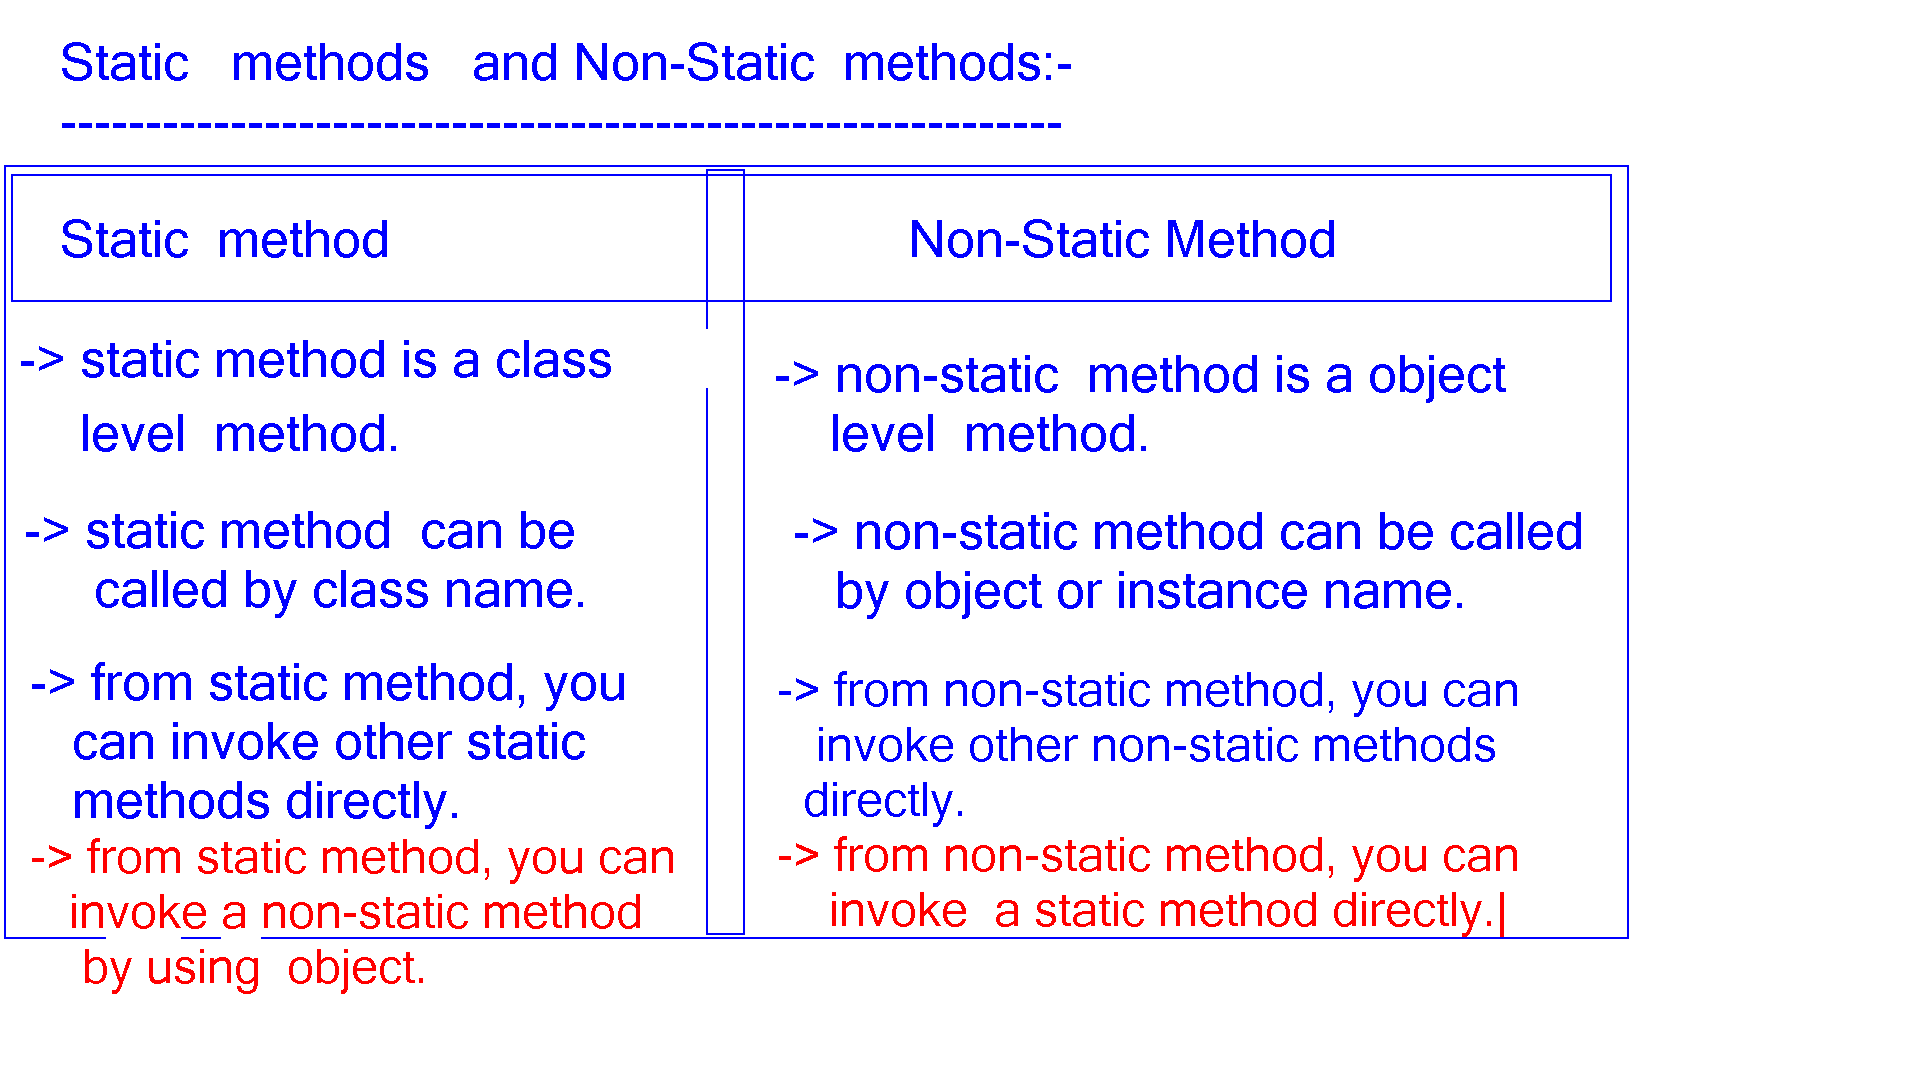 Static methods and Non-Static methods:-
-----------------------------------------------------------
Static method
Non-Static Method
-> static method is a class
level method.
-> static method can be
called by class name.
-> from static method, you
can invoke other static
methods directly.
-> from static method, you can
invoke a non-static method
by using object.
-> non-static method is a object
level method.
-> non-static method can be called
by object or instance name.
-> from non-static method, you can
invoke other non-static methods
directly.
-> from non-static method, you can
invoke a static method directly.